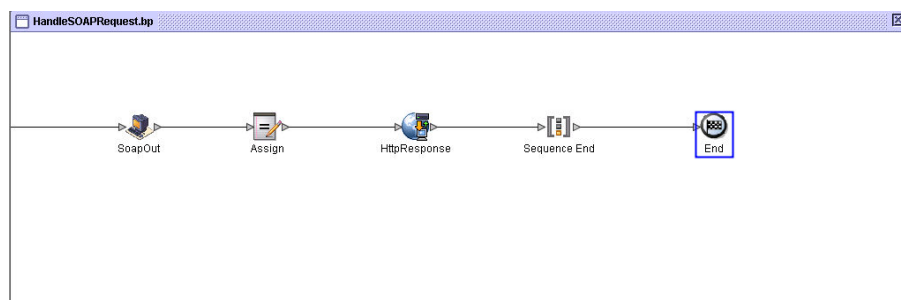 HandleSOAPRequest.bp
SoapOut
Assign
HttpResponse
Sequence End
End